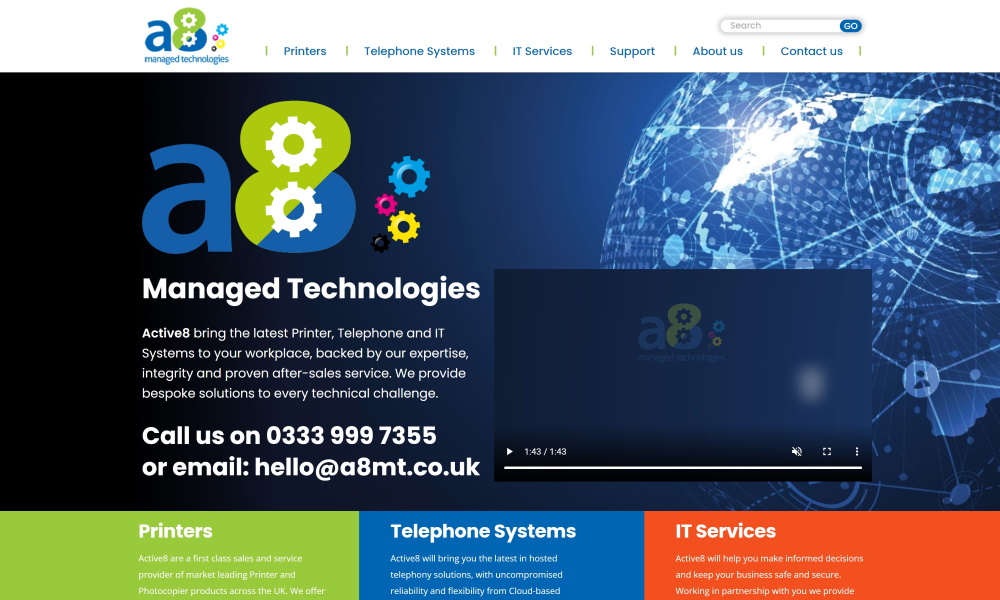 a8
managed technologies
Search
GO
Printers
Telephone Systems
IT Services
Support
About us
Contact us
a8
Managed Technologies
Active8 bring the latest Printer, Telephone and IT
Systems to your workplace, backed by our expertise,
integrity and proven after-sales service. We provide
bespoke solutions to every technical challenge.
Call us on 0333 999 7355
or email: hello@a8mt.co.uk
a8
managed technologies
1:43 / 1:43
Printers
Active8 are a first class sales and service
provider of market leading Printer and
Photocopier products across the UK. We offer
Telephone Systems
Active8 will bring you the latest in hosted
telephony solutions, with uncompromised
reliability and flexibility from Cloud-based
IT Services
Active8 will help you make informed decisions
and keep your business safe and secure.
Working in partnership with you we provide